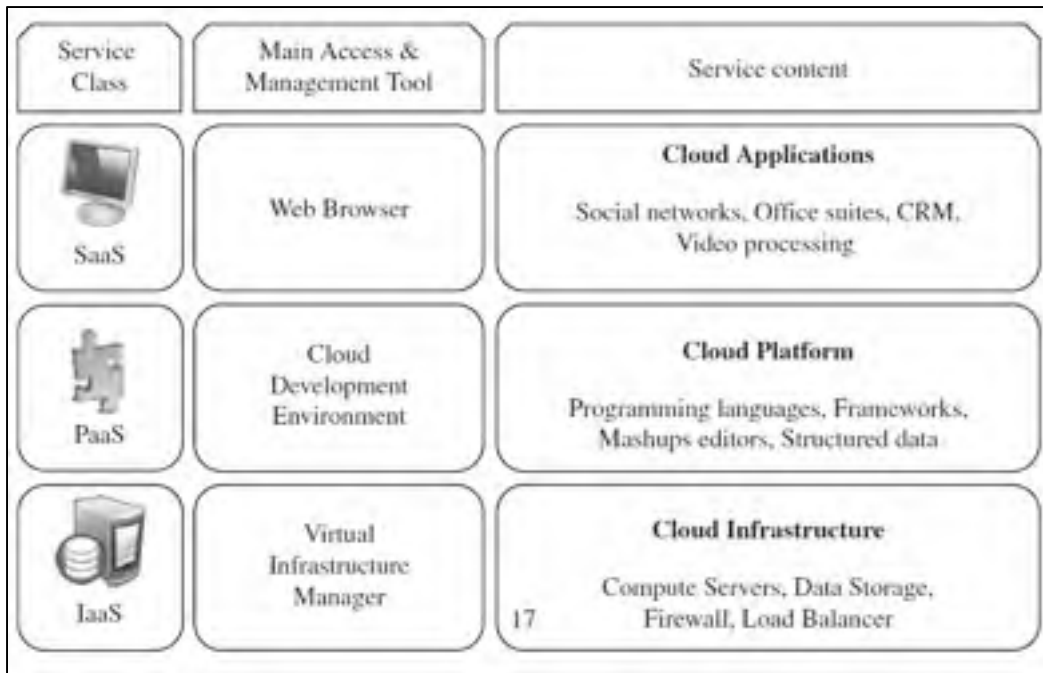 Service
Class
Main Access &
Management Tool
Service content
SaaS
Web Browser
Cloud Applications
Social networks, Office suites, CRM,
Video processing
PaaS
Cloud
Development
Environment
Cloud Platform
Programming languages, Frameworks,
Mashups editors, Structured data
IaaS
Virtual
Infrastructure
Manager
Cloud Infrastructure
Compute Servers, Data Storage,
17 Firewall, Load Balancer